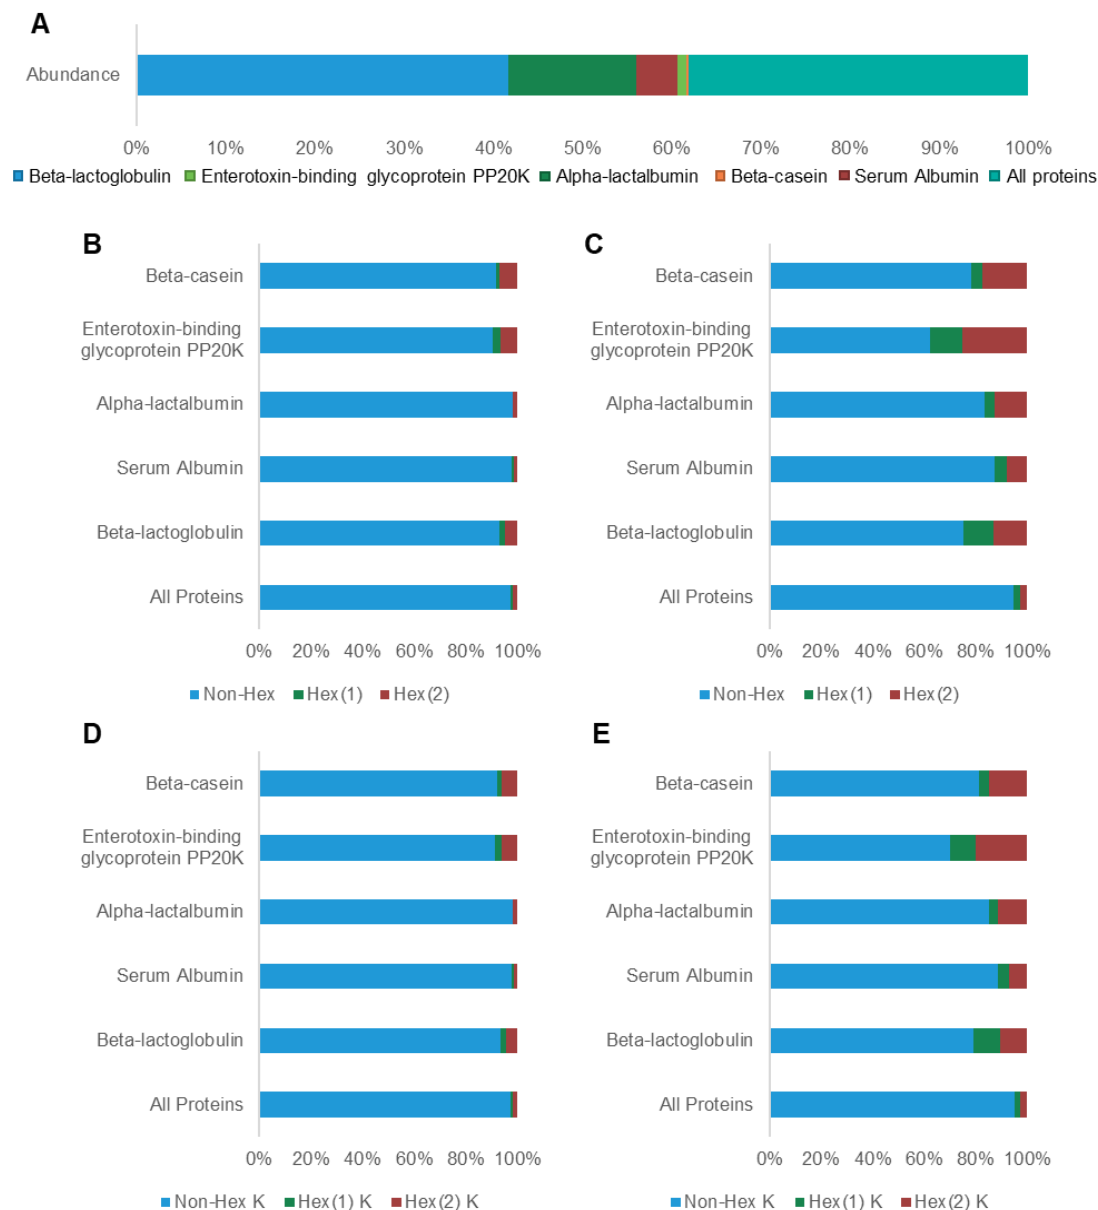 A
Abundance
0% 10% 20% 30% 40% 50% 60% 70% 80% 90% 100%
Beta-lactoglobulin Enterotoxin-binding glycoprotein PP20K Alpha-lactalbumin Beta-casein Serum Albumin All proteins
B
Beta-casein
Enterotoxin-binding
glycoprotein PP20K
Alpha-lactalbumin
Serum Albumin
Beta-lactoglobulin
All Proteins
0% 20% 40% 60% 80% 100%
Non-Hex Hex(1) Hex(2)
C
Beta-casein
Enterotoxin-binding
glycoprotein PP20K
Alpha-lactalbumin
Serum Albumin
Beta-lactoglobulin
All Proteins
0% 20% 40% 60% 80% 100%
Non-Hex Hex(1) Hex(2)
D
Beta-casein
Enterotoxin-binding
glycoprotein PP20K
Alpha-lactalbumin
Serum Albumin
Beta-lactoglobulin
All Proteins
0% 20% 40% 60% 80% 100%
Non-Hex K Hex(1) K Hex(2) K
E
Beta-casein
Enterotoxin-binding
glycoprotein PP20K
Alpha-lactalbumin
Serum Albumin
Beta-lactoglobulin
All Proteins
0% 20% 40% 60% 80% 100%
Non-Hex K Hex(1) K Hex(2) K